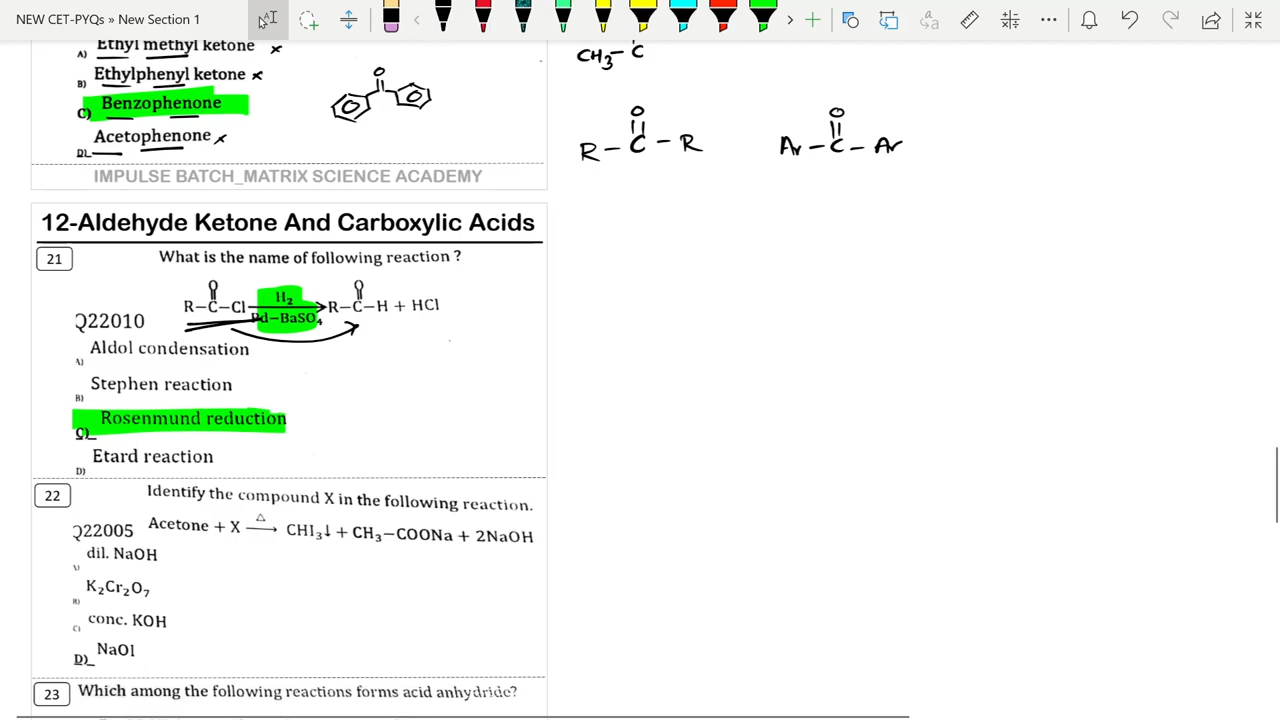 NEW CET-PYQs » New Section 1
A) Ethyl methyl ketone ×
B) Ethylphenyl ketone ×
C) Benzophenone
D) Acetophenone ×
O
CH3 – C
O
R – C – R
O
Ar – C – Ar
IMPULSE BATCH_MATRIX SCIENCE ACADEMY
12-Aldehyde Ketone And Carboxylic Acids
21 What is the name of following reaction ?
O H₂ O
R–C–Cl → R–C–H + HCl
Pd–BaSO₄
Q22010
A) Aldol condensation
B) Stephen reaction
C) Rosenmund reduction
D) Etard reaction
22 Identify the compound X in the following reaction.
Q22005 Acetone + X △→ CHI₃↓ + CH₃–COONa + 2NaOH
A) dil. NaOH
B) K₂Cr₂O₇
C) conc. KOH
D) NaOI
23 Which among the following reactions forms acid anhydride?